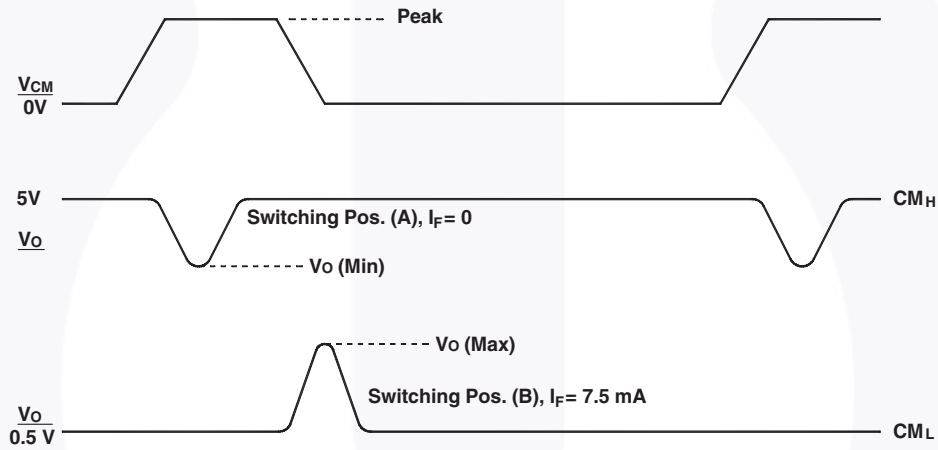 Peak
VCM
0V
5V
CMH
Switching Pos. (A), IF = 0
VO
VO (Min)
VO (Max)
Switching Pos. (B), IF = 7.5 mA
VO
0.5 V
CML